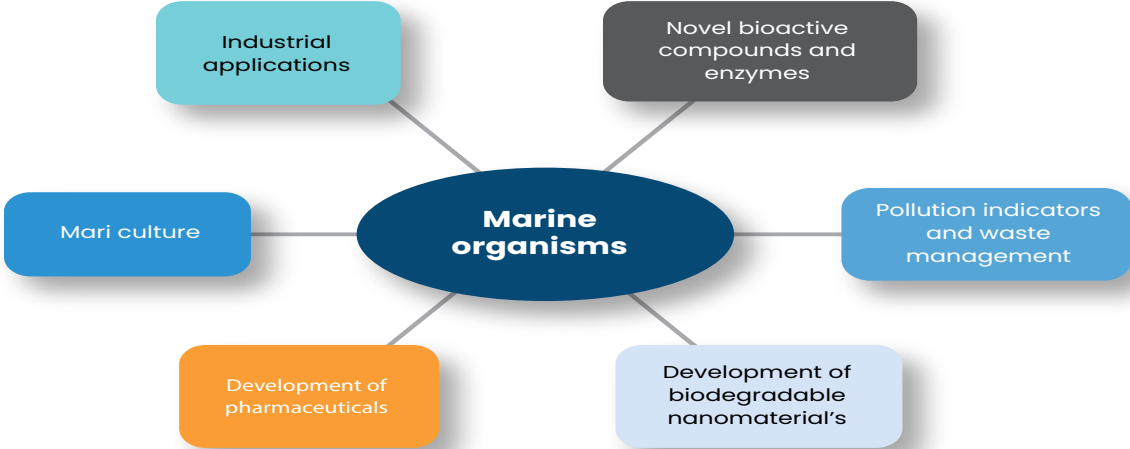 Industrial
applications
Novel bioactive
compounds and
enzymes
Mari culture
Marine
organisms
Pollution indicators
and waste
management
Development of
pharmaceuticals
Development of
biodegradable
nanomaterial’s